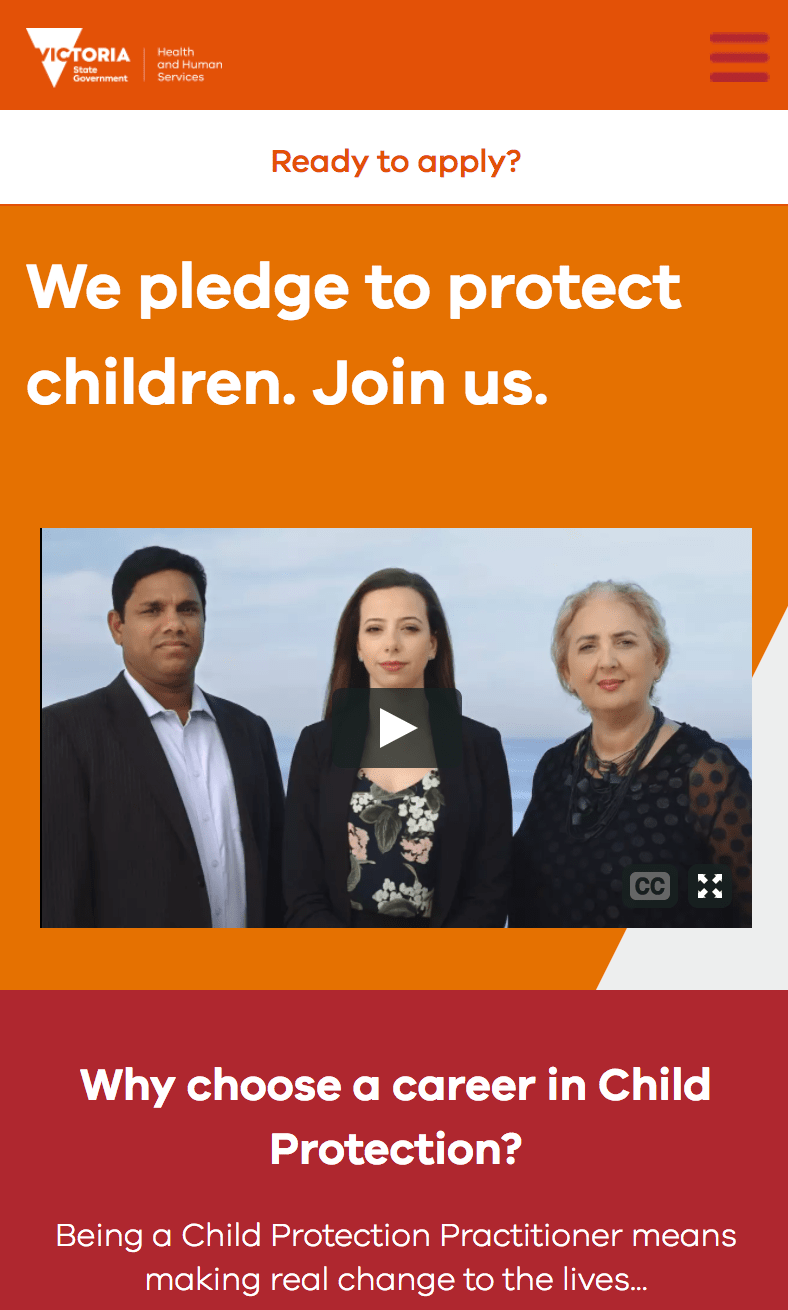 VICTORIA
State
Government
Health
and Human
Services
Ready to apply?
We pledge to protect
children. Join us.
CC
Why choose a career in Child
Protection?
Being a Child Protection Practitioner means
making real change to the lives...